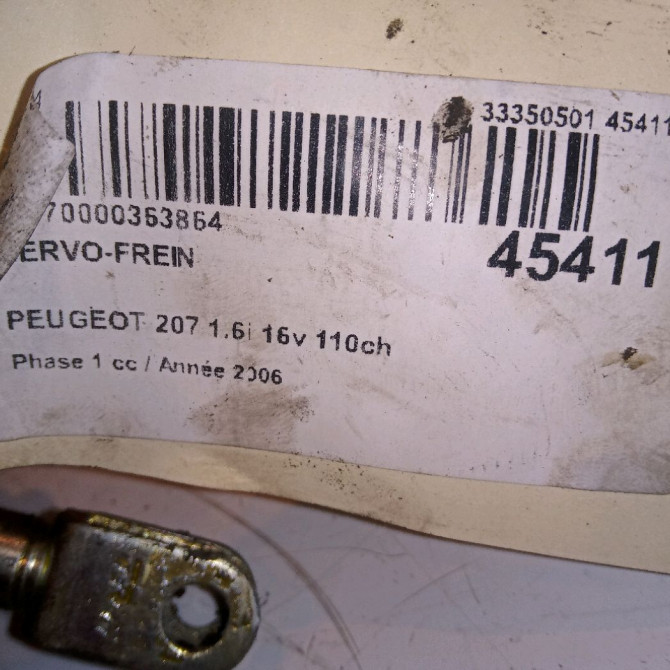 33350501 45411
70000363864
ERVO-FREIN
45411
PEUGEOT 207 1.6i 16v 110ch
Phase 1 cc / Année 2006